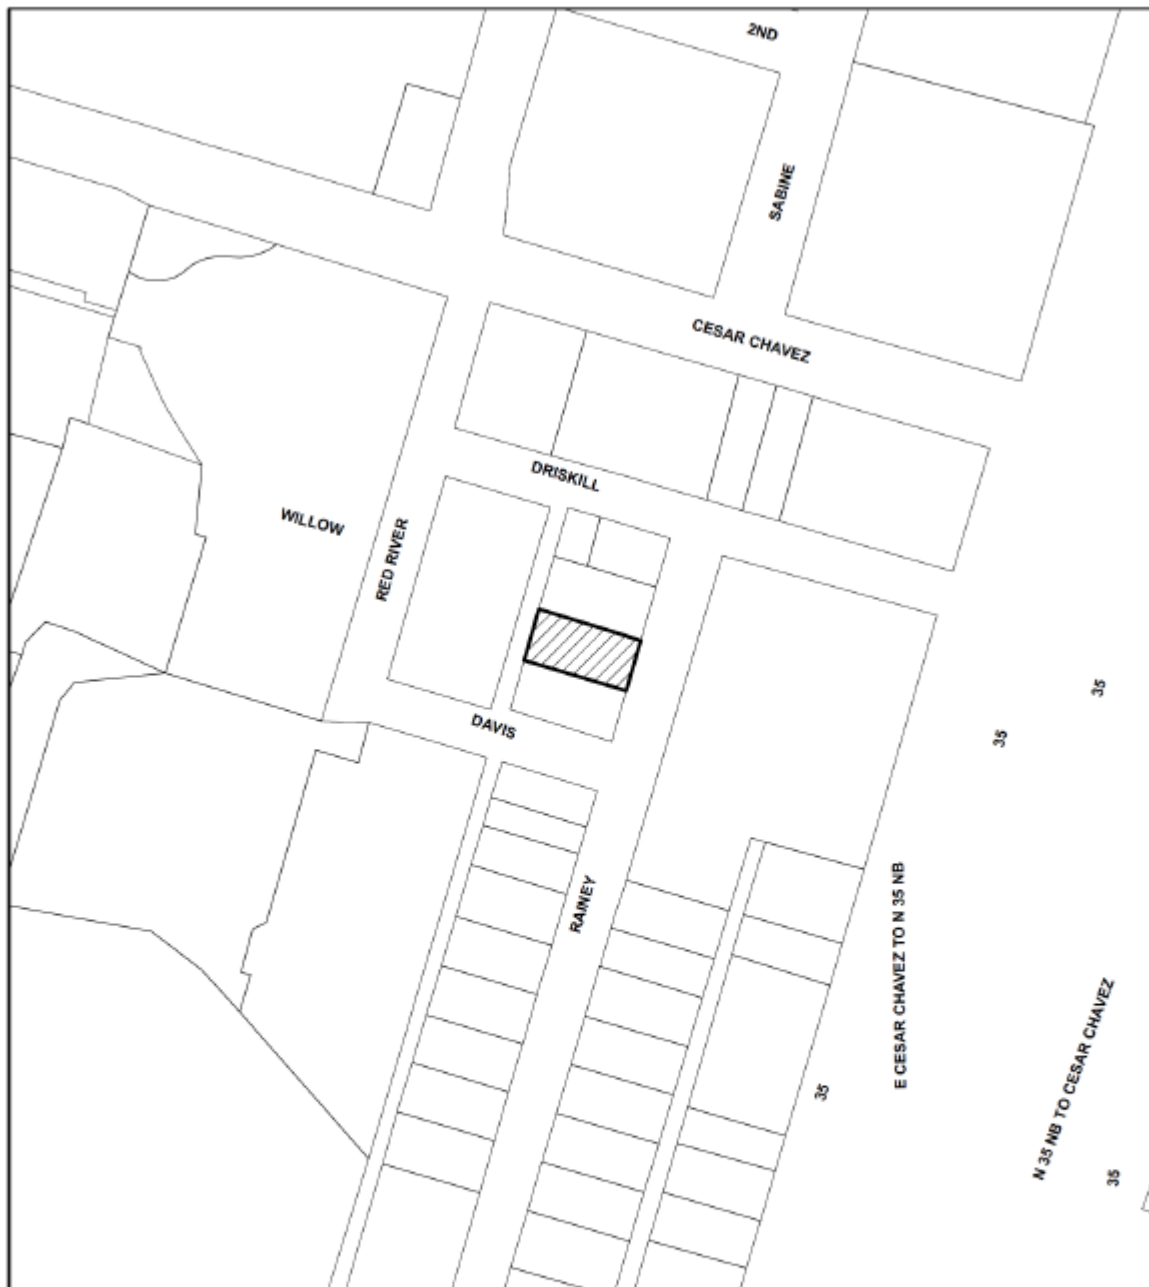 2ND
SABINE
CESAR CHAVEZ
DRISKILL
WILLOW
RED RIVER
35
35
DAVIS
RAINEY
E CESAR CHAVEZ TO N 35 NB
N 35 NB TO CESAR CHAVEZ
35
35